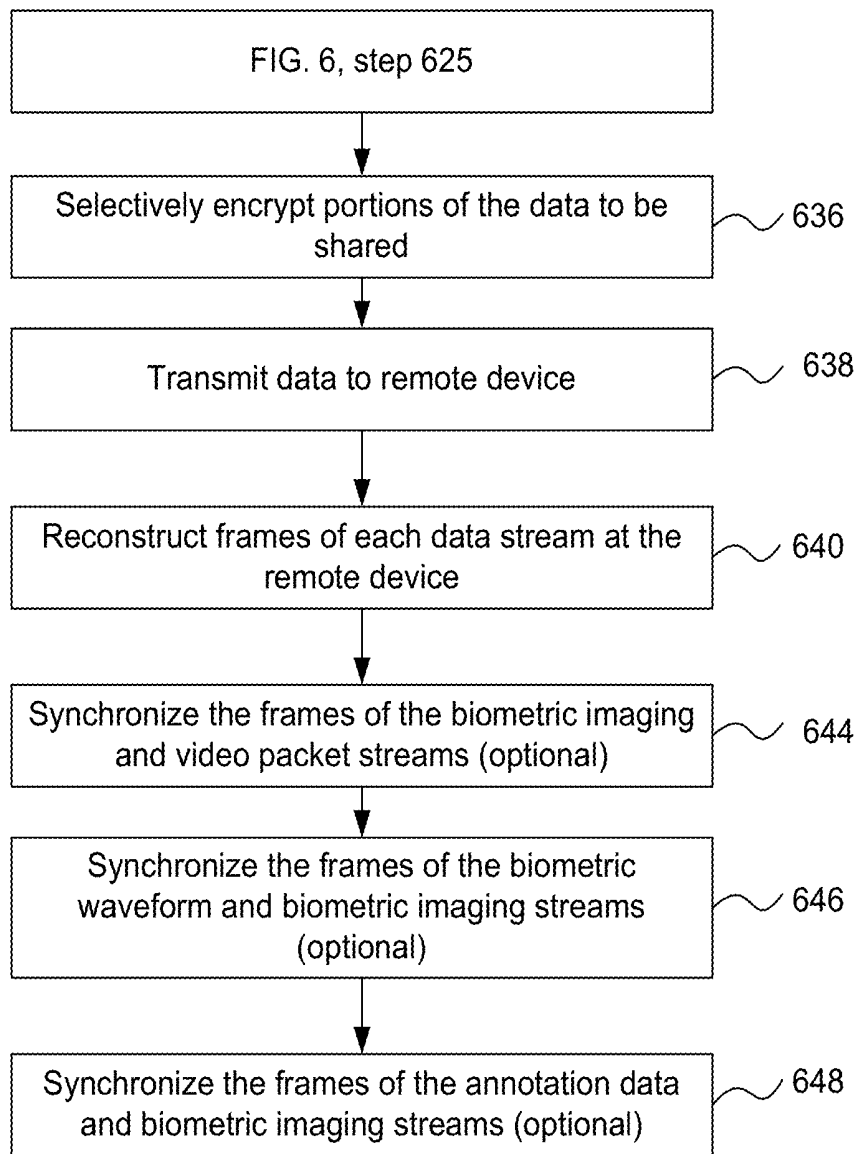 FIG. 6, step 625
Selectively encrypt portions of the data to be
shared
636
Transmit data to remote device
638
Reconstruct frames of each data stream at the
remote device
640
Synchronize the frames of the biometric imaging
and video packet streams (optional)
644
Synchronize the frames of the biometric
waveform and biometric imaging streams
(optional)
646
Synchronize the frames of the annotation data
and biometric imaging streams (optional)
648